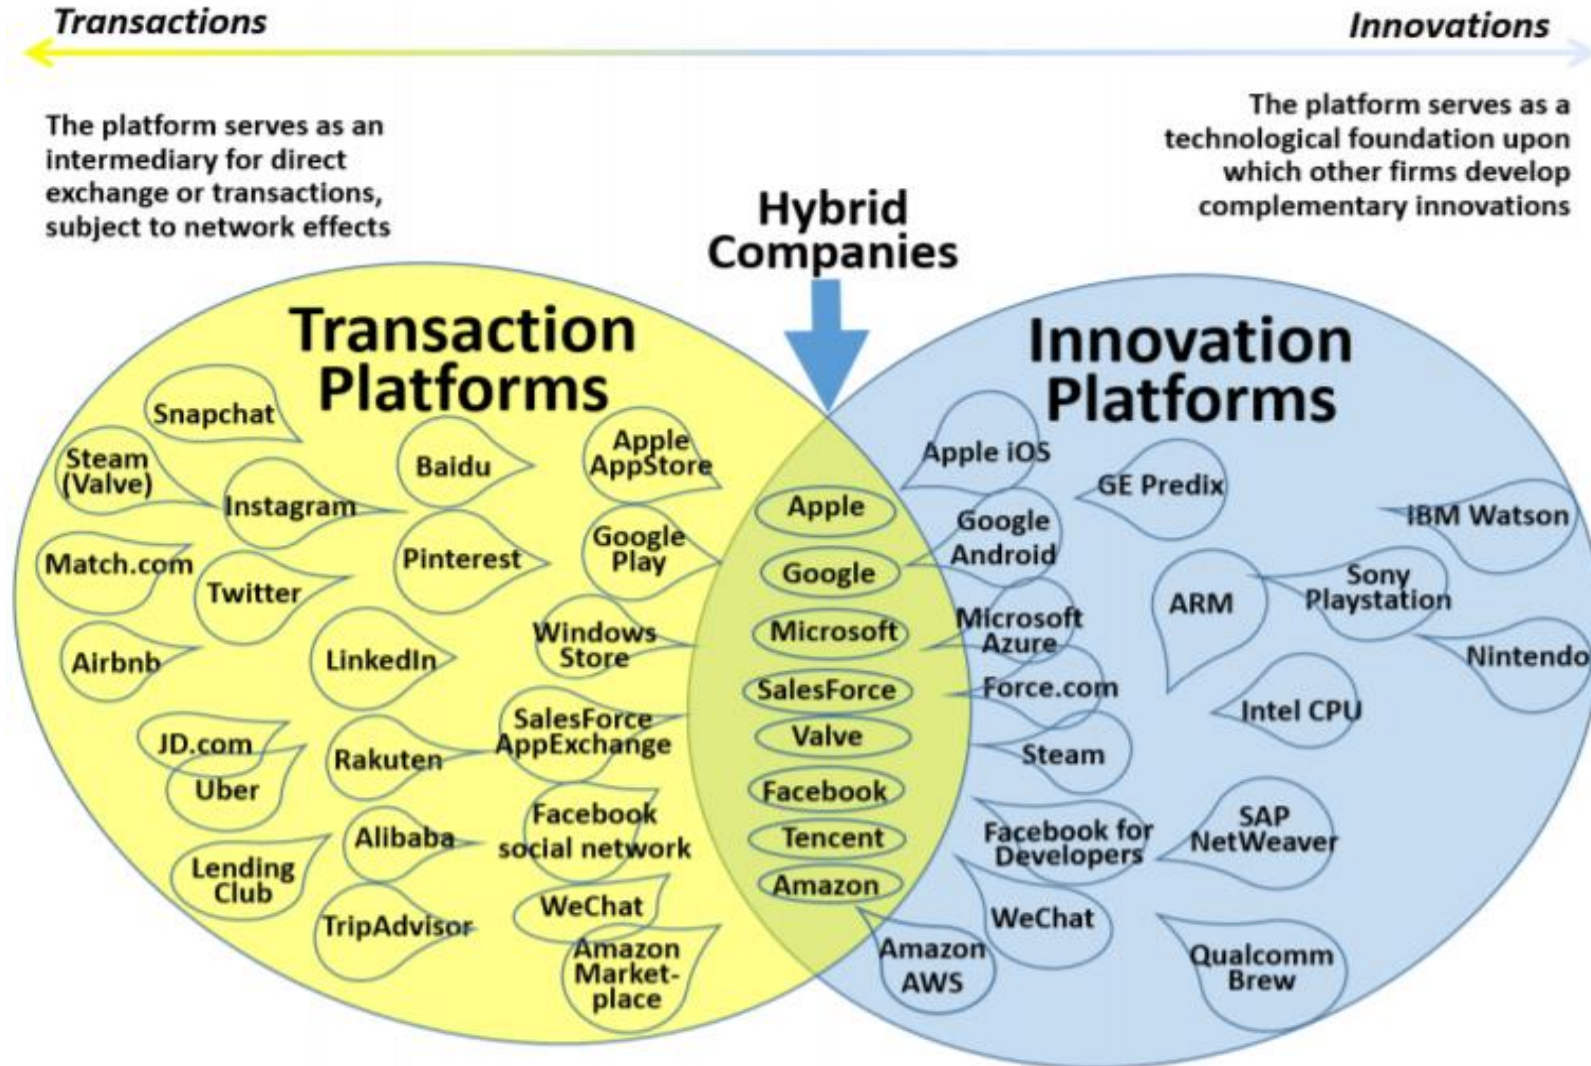 Transactions
Innovations
The platform serves as an
intermediary for direct
exchange or transactions,
subject to network effects
The platform serves as a
technological foundation upon
which other firms develop
complementary innovations
Hybrid
Companies
Transaction
Platforms
Innovation
Platforms
Snapchat
Steam
(Valve)
Instagram
Baidu
Apple
AppStore
Match.com
Twitter
Pinterest
Google
Play
Airbnb
LinkedIn
Windows
Store
JD.com
Uber
Rakuten
SalesForce
AppExchange
Lending
Club
Alibaba
Facebook
social network
TripAdvisor
WeChat
Amazon
Market-
place
Apple
Google
Microsoft
SalesForce
Valve
Facebook
Tencent
Amazon
Apple iOS
GE Predix
IBM Watson
Google
Android
ARM
Sony
Playstation
Microsoft
Azure
Nintendo
Force.com
Intel CPU
Steam
Facebook for
Developers
SAP
NetWeaver
WeChat
Amazon
AWS
Qualcomm
Brew